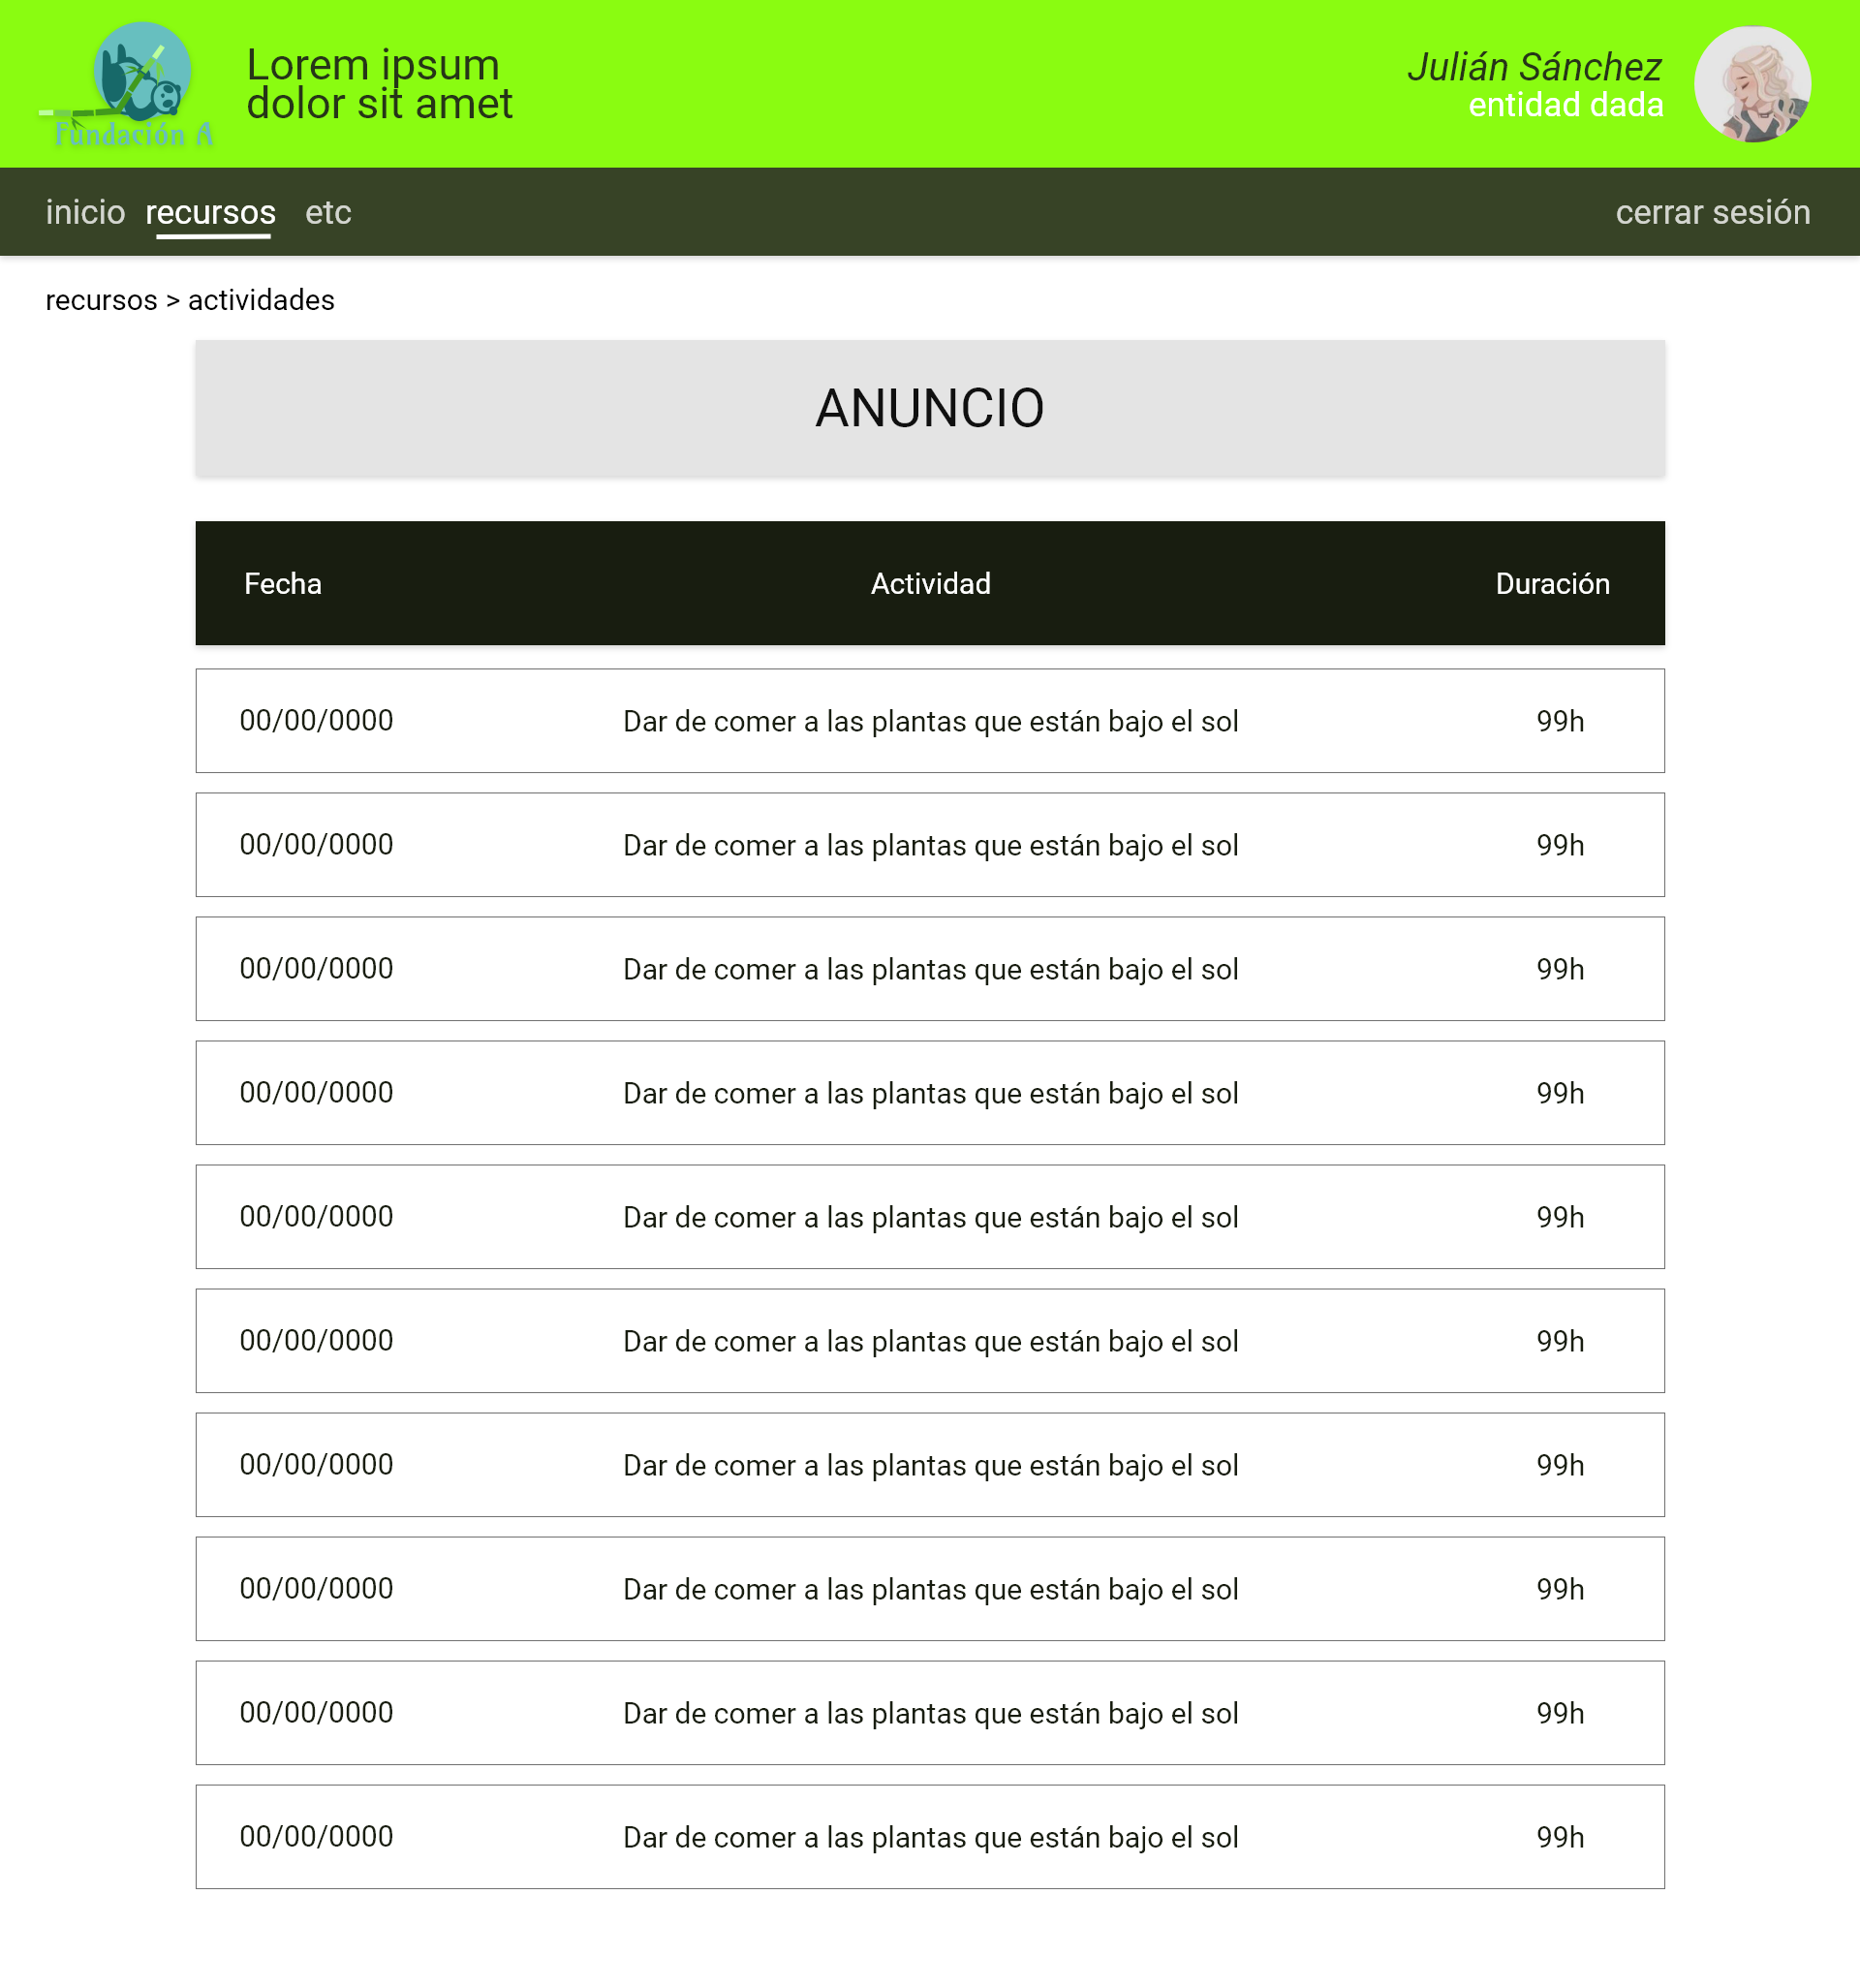 Fundación A
Lorem ipsum
dolor sit amet
Julián Sánchez
entidad dada
inicio recursos etc cerrar sesión
recursos > actividades
ANUNCIO
Fecha Actividad Duración
00/00/0000 Dar de comer a las plantas que están bajo el sol 99h
00/00/0000 Dar de comer a las plantas que están bajo el sol 99h
00/00/0000 Dar de comer a las plantas que están bajo el sol 99h
00/00/0000 Dar de comer a las plantas que están bajo el sol 99h
00/00/0000 Dar de comer a las plantas que están bajo el sol 99h
00/00/0000 Dar de comer a las plantas que están bajo el sol 99h
00/00/0000 Dar de comer a las plantas que están bajo el sol 99h
00/00/0000 Dar de comer a las plantas que están bajo el sol 99h
00/00/0000 Dar de comer a las plantas que están bajo el sol 99h
00/00/0000 Dar de comer a las plantas que están bajo el sol 99h